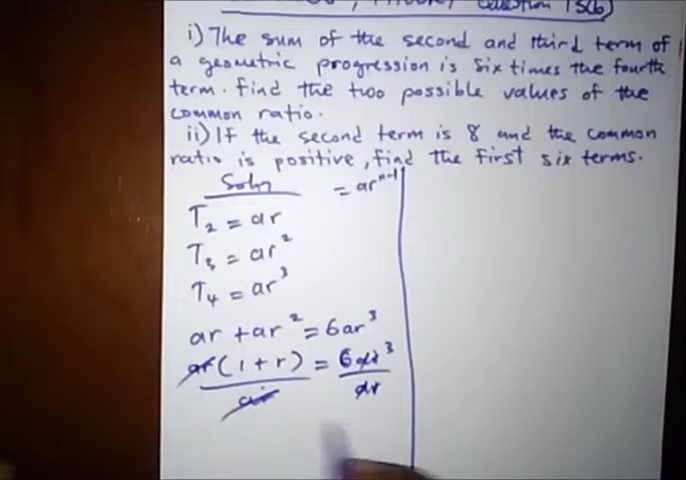 Question 15(b)
i) The sum of the second and third term of
a geometric progression is six times the fourth
term. find the two possible values of the
common ratio.
ii) If the second term is 8 and the common
ratio is positive, find the first six terms.
Soln
= ar^{n-1}
T₂ = ar
T₃ = ar²
T₄ = ar³
ar + ar² = 6ar³
ar(1 + r) = 6ar³
ar ar